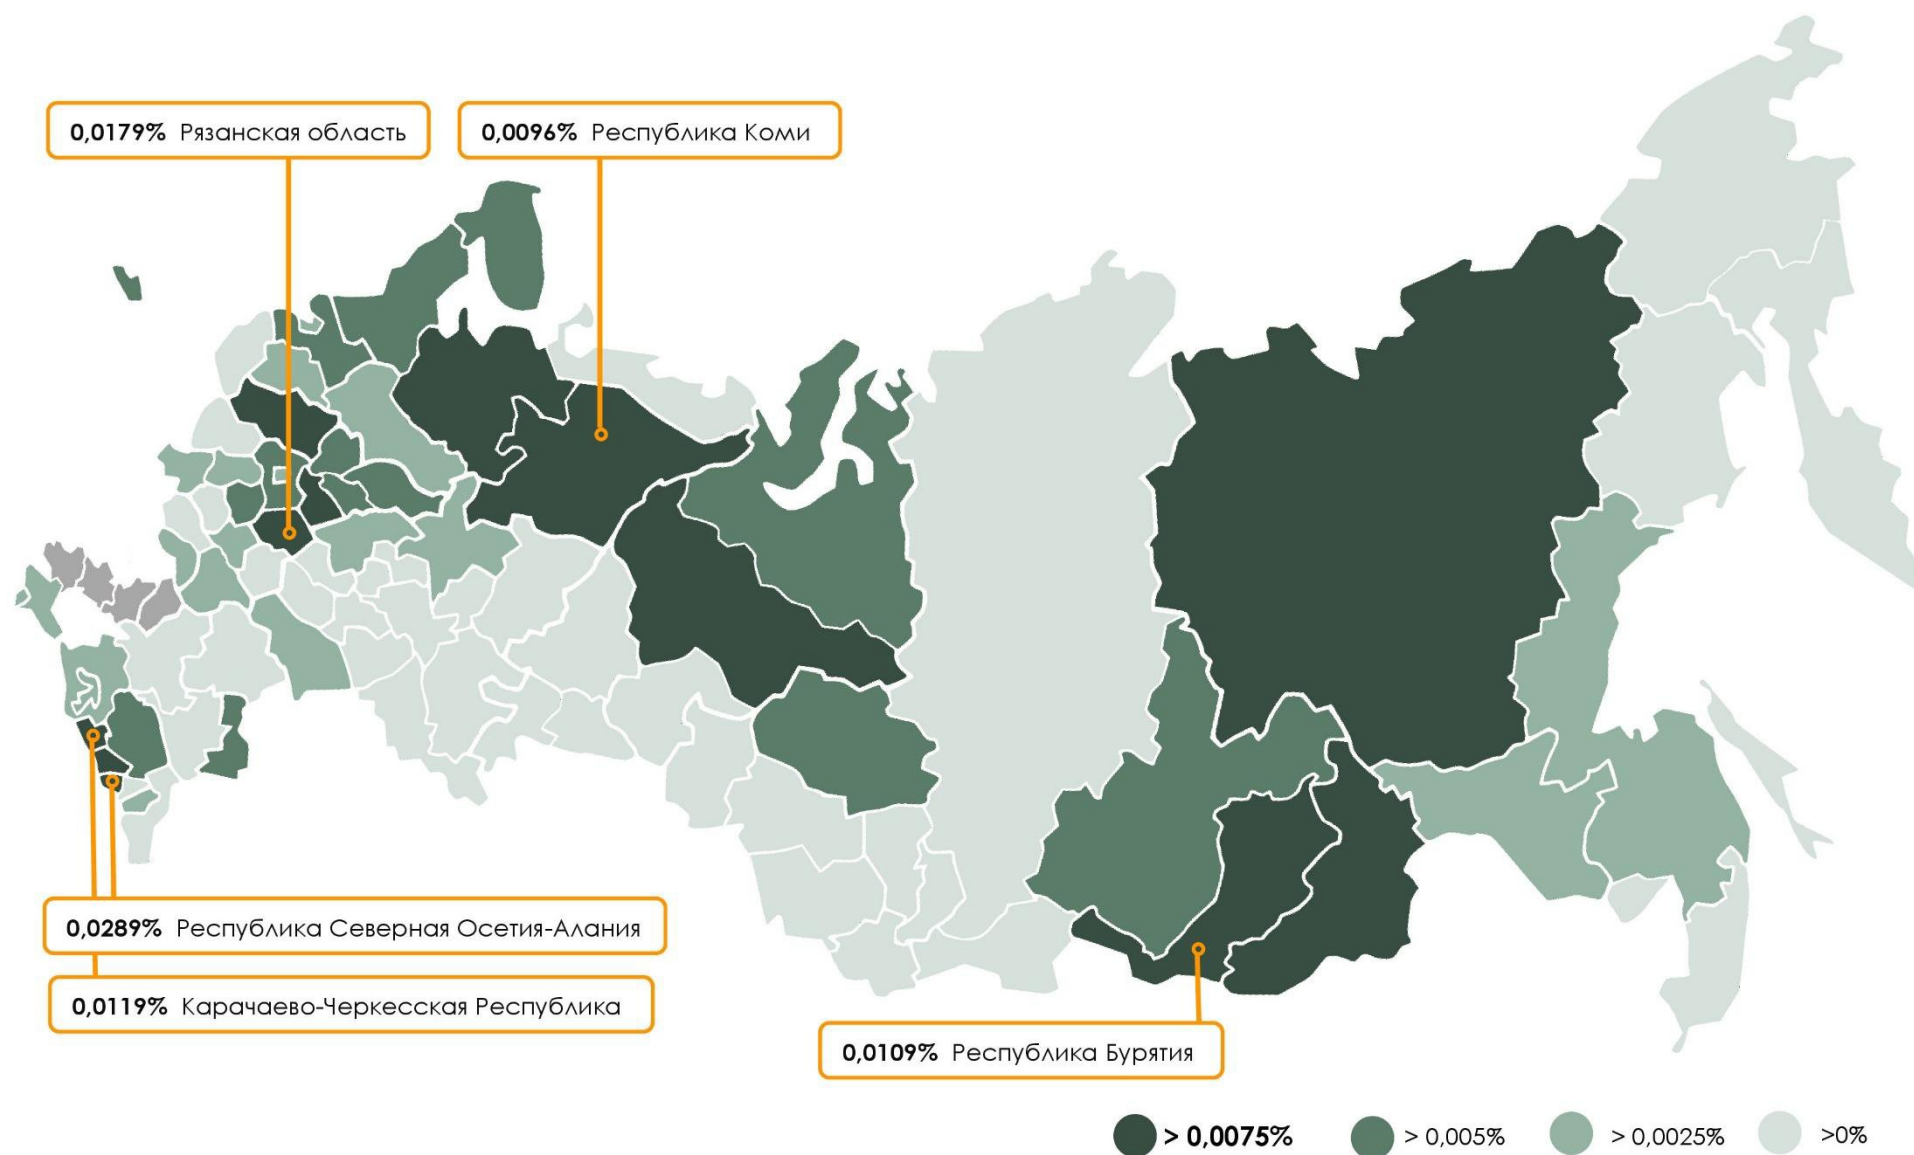 0,0179% Рязанская область
0,0096% Республика Коми
0,0289% Республика Северная Осетия-Алания
0,0119% Карачаево-Черкесская Республика
0,0109% Республика Бурятия
> 0,0075%
> 0,005%
> 0,0025%
>0%